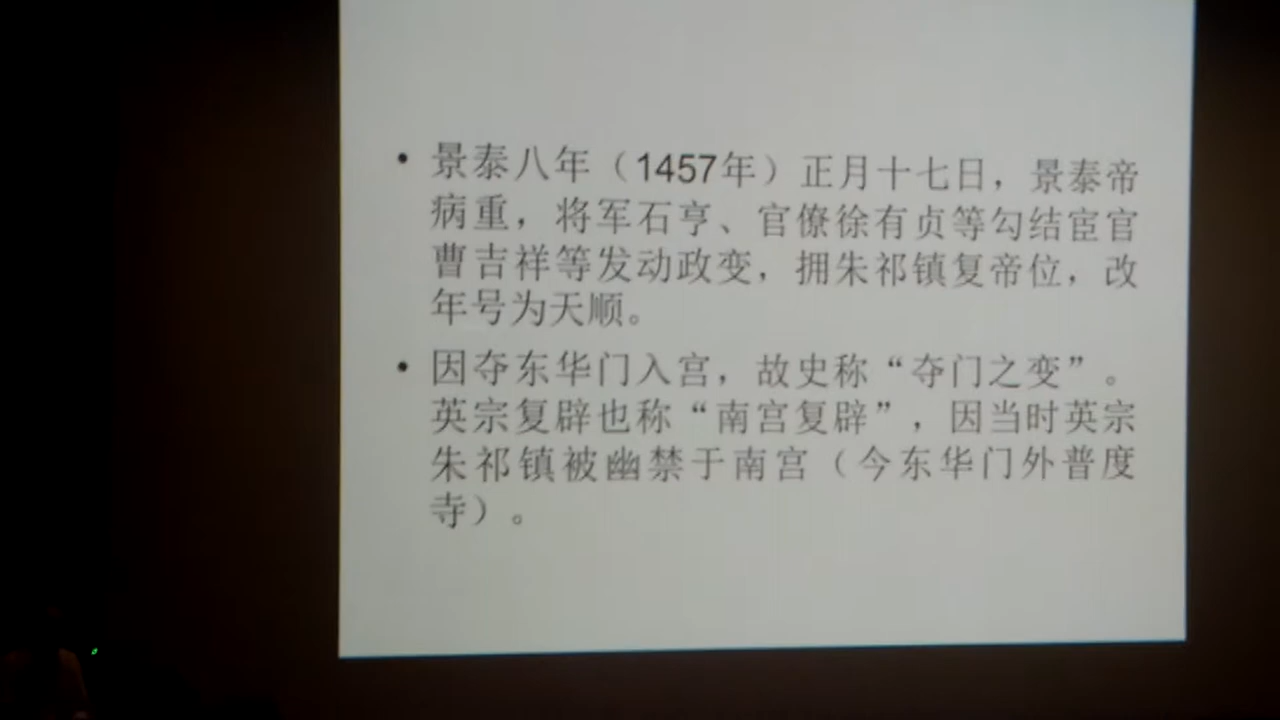 • 景泰八年（1457年）正月十七日，景泰帝
病重，将军石亨、官僚徐有贞等勾结宦官
曹吉祥等发动政变，拥朱祁镇复帝位，改
年号为天顺。
• 因夺东华门入宫，故史称“夺门之变”。
英宗复辟也称“南宫复辟”，因当时英宗
朱祁镇被幽禁于南宫（今东华门外普度
寺）。